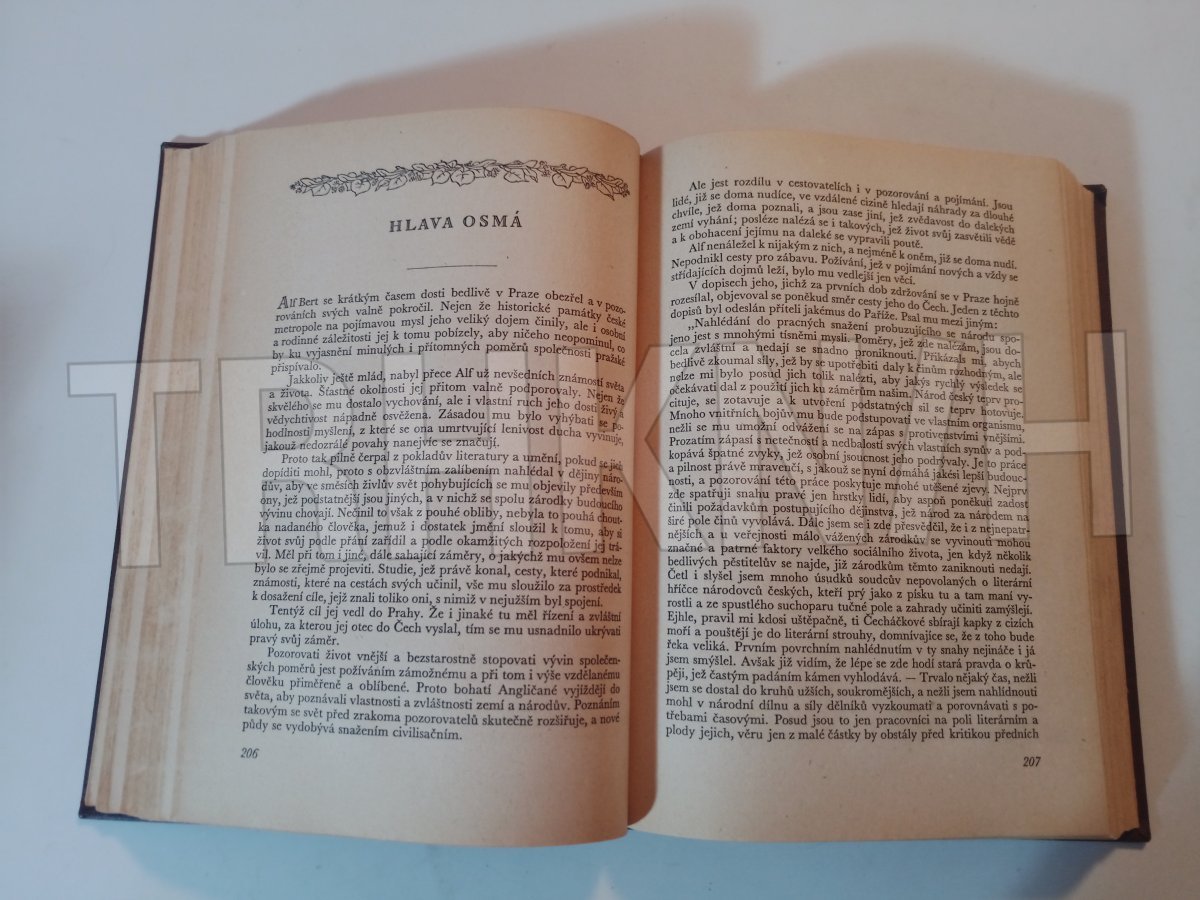 HLAVA OSMÁ
Alf Bert se krátkým časem dosti bedlivě v Praze obezřel a v pozo-
rováních svých valně pokročil. Nejen že historické památky české
metropole na pojímavou mysl jeho veliký dojem činily, ale i osobní
a rodinné záležitosti jej k tomu pobízely, aby ničeho neopominul, co
by ku vyjasnění minulých i přítomných poměrů společnosti pražské
přispívalo.
Jakkoliv ještě mlád, nabyl přece Alf už nevšedních známostí světa
a života. Šťastné okolnosti jej přitom valně podporovaly. Nejen že
skvělého se mu dostalo vychování, ale i vlastní ruch jeho dosti živý a
vědychtivost nápadně osvěžena. Zásadou mu bylo vyhýbati se po-
hodlnosti myšlení, z které se ona umrtvující lenivost ducha vyvinuje,
jakouž nedozrálé povahy nanejvíc se značují.
Proto tak pilně čerpal z pokladův literatury a umění, pokud se jich
dopíditi mohl, proto s obzvláštním zalíbením nahlédal v dějiny náro-
dův, aby ve směsích živlův svět pohybujících se mu objevily především
ony, jež podstatnější jsou jiných, a v nichž se spolu zárodky budoucího
vývinu chovají. Nečinil to však z pouhé obliby, nebyla to pouhá chout-
ka nadaného člověka, jemuž i dostatek jmění sloužil k tomu, aby si
život svůj podle přání zařídil a podle okamžitých rozpoložení jej trá-
vil. Měl při tom i jiné, dále sahající záměry, o jakýchž mu ovšem nelze
bylo se zřejmě projeviti. Studie, jež právě konal, cesty, které podnikal,
známosti, které na cestách svých učinil, vše mu sloužilo za prostředek
k dosažení cíle, jejž znali toliko oni, s nimiž v nejužším byl spojení.
Tentýž cíl jej vedl do Prahy. Že i jinaké tu měl řízení a zvláštní
úlohu, za kterou jej otec do Čech vyslal, tím se mu usnadnilo ukrývati
pravý svůj záměr.
Pozorovati život vnější a bezstarostně stopovati vývin společen-
ských poměrů jest požíváním zámožnému a při tom i výše vzdělanému
člověku přiměřené a oblíbené. Proto bohatí Angličané vyjíždějí do
světa, aby poznávali vlastnosti a zvláštnosti zemí a národův. Poznáním
takovým se svět před zrakoma pozorovatelů skutečně rozšiřuje, a nové
půdy se vydobývá snažením civilisačním.
206
Ale jest rozdílu v cestovatelích i v pozorování a pojímání. Jsou
lidé, již se doma nudíce, ve vzdálené cizině hledají náhrady za dlouhé
chvíle, jež doma poznali, a jsou zase jiní, jež zvědavost do dalekých
zemí vyhání; posléze nalézá se i takových, jež život svůj zasvětili vědě
a k obohacení jejímu na daleké se vypravili poutě.
Alf nenáležel k nijakým z nich, a nejméně k oněm, již se doma nudí.
Nepodnikl cesty pro zábavu. Požívání, jež v pojímání nových a vždy se
střídajících dojmů leží, bylo mu vedlejší jen věcí.
V dopisech jeho, jichž za prvních dob zdržování se v Praze hojně
rozesílal, objevoval se poněkud směr cesty jeho do Čech. Jeden z těchto
dopisů byl odeslán příteli jakémus do Paříže. Psal mu mezi jiným:
„Nahlédání do pracných snažení probuzujícího se národu spo-
jeno jest s mnohými tísněmi mysli. Poměry, jež zde nalézám, jsou do-
cela zvláštní a nedají se snadno proniknouti. Přikázals mi, abych
bedlivě zkoumal síly, jež by se upotřebiti daly k činům rozhodným, ale
nelze mi bylo posud jich tolik nalézti, aby jakýs rychlý výsledek se
očekávati dal z použití jich ku záměrům našim. Národ český teprv pro-
cituje, se zotavuje a k utvoření podstatných sil se teprv hotovuje.
Mnoho vnitřních bojův mu bude podstupovati ve vlastním organismu,
nežli se mu umožní odvážení se na zápas s protivenstvími vnějšími.
Prozatím zápasí s netečností a nedbalostí svých vlastních synův a pod-
kopává špatné zvyky, jež osobní jsoucnost jeho podrývaly. Je to práce
a pilnost právě mravenčí, s jakouž se nyní domáhá jakési lepší budouc-
nosti, a pozorování této práce poskytuje mnohé utěšené zjevy. Nejprv
zde spatřuji snahu pravé jen hrstky lidí, aby aspoň poněkud zadost
činili požadavkům postupujícího dějinstva, jež národ za národem na
širé pole činů vyvolává. Dále jsem se i zde přesvědčil, že i z nejnepatr-
nějších a u veřejnosti málo vážených zárodkův se vyvinouti mohou
značné a patrné faktory velkého sociálního života, jen když několik
bedlivých pěstitelův se najde, již zárodkům těmto zaniknouti nedají.
Četl i slyšel jsem mnoho úsudků soudcův nepovolaných o literární
hříčce národovců českých, kteří prý jako z písku tu a tam maní vy-
rostli a ze spustlého suchoparu tučné pole a zahrady učiniti zamýšlejí.
Ejhle, pravil mi kdosi uštěpačně, ti Čecháčkové sbírají kapky z cizích
moří a pouštějí je do literární strouhy, domnívajíce se, že z toho bude
řeka veliká. Prvním povrchním nahlédnutím v ty snahy nejináče i já
jsem smýšlel. Avšak již vidím, že lépe se zde hodí stará pravda o krů-
pěji, jež častým padáním kámen vyhlodává. — Trvalo nějaký čas, nežli
jsem se dostal do kruhů užších, soukromějších, a nežli jsem nahlídnouti
mohl v národní dílnu a síly dělníků vyzkoumati a porovnávati s po-
třebami časovými. Posud jsou to jen pracovníci na poli literárním a
plody jejich, věru jen z malé částky by obstály před kritikou předních
207